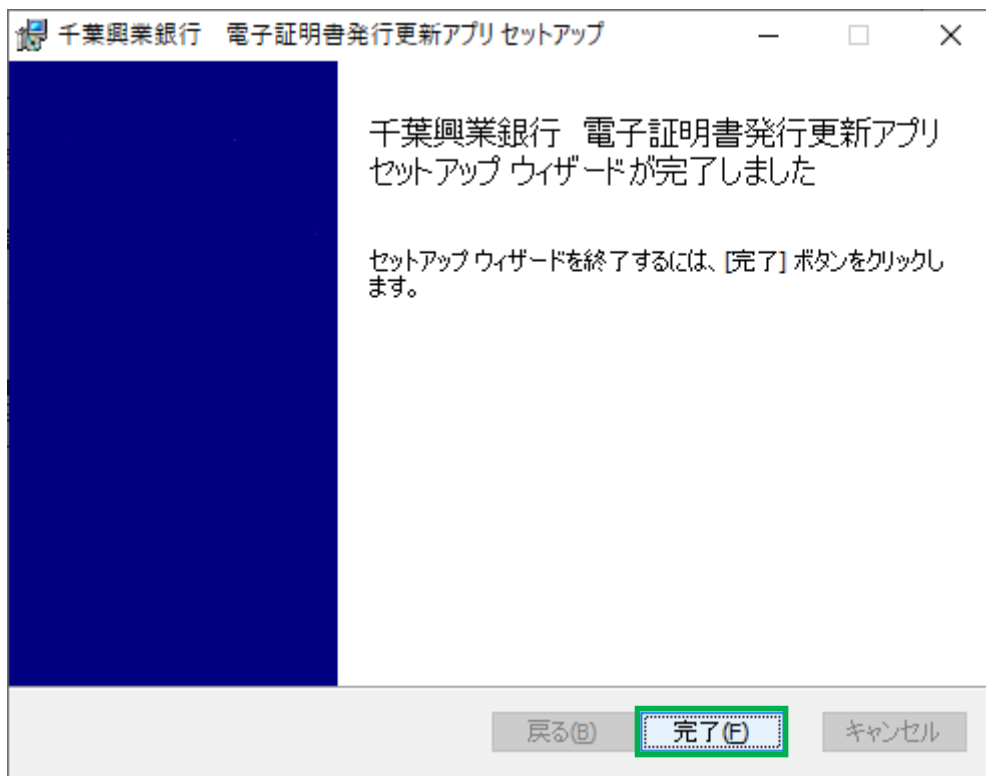 千葉興業銀行　電子証明書発行更新アプリ セットアップ
千葉興業銀行　電子証明書発行更新アプリ
セットアップ ウィザードが完了しました
セットアップ ウィザードを終了するには、[完了] ボタンをクリックし
ます。
戻る(B) 完了(F) キャンセル